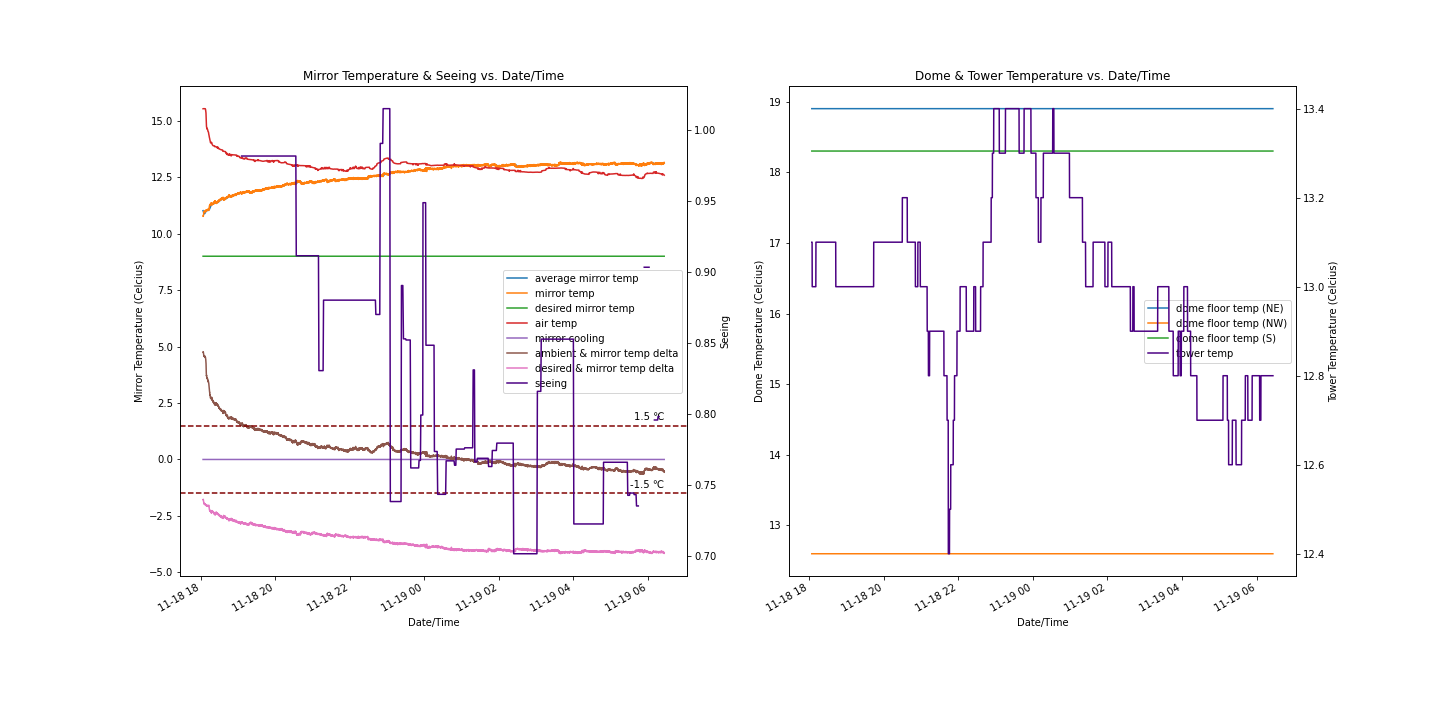 Mirror Temperature & Seeing vs. Date/Time
15.0
12.5
10.0
7.5
5.0
2.5
0.0
−2.5
−5.0
Mirror Temperature (Celcius)
1.00
0.95
0.90
0.85
0.80
0.75
0.70
Seeing
average mirror temp
mirror temp
desired mirror temp
air temp
mirror cooling
ambient & mirror temp delta
desired & mirror temp delta
seeing
1.5 ℃
-1.5 ℃
11-18 18
11-18 20
11-18 22
11-19 00
11-19 02
11-19 04
11-19 06
Date/Time
Dome & Tower Temperature vs. Date/Time
19
18
17
16
15
14
13
Dome Temperature (Celcius)
13.4
13.2
13.0
12.8
12.6
12.4
Tower Temperature (Celcius)
dome floor temp (NE)
dome floor temp (NW)
dome floor temp (S)
tower temp
11-18 18
11-18 20
11-18 22
11-19 00
11-19 02
11-19 04
11-19 06
Date/Time